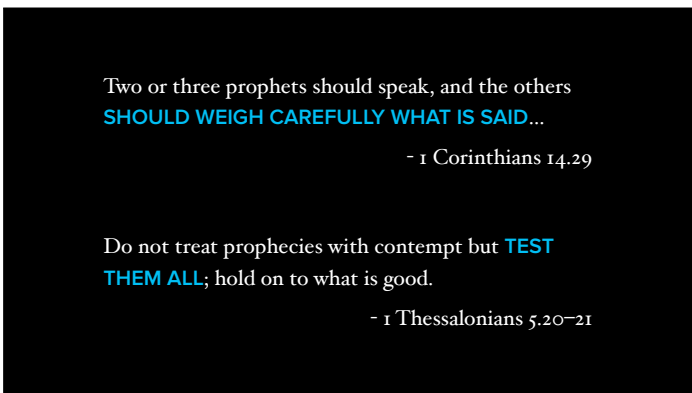 Two or three prophets should speak, and the others
SHOULD WEIGH CAREFULLY WHAT IS SAID...
- 1 Corinthians 14.29
Do not treat prophecies with contempt but TEST
THEM ALL; hold on to what is good.
- 1 Thessalonians 5.20–21